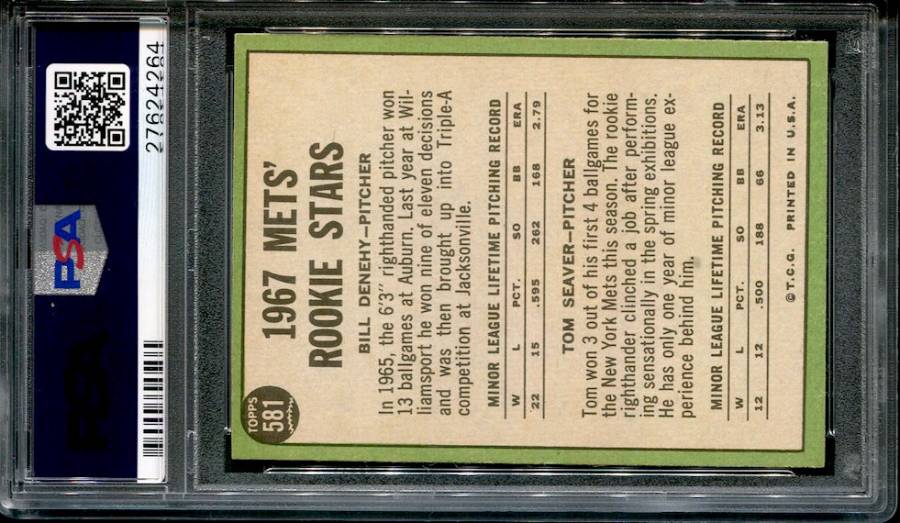 27624264
PSA
PSA
TOPPS
581
1967 METS'
ROOKIE STARS
BILL DENEHY–PITCHER
In 1965, the 6'3" righthanded pitcher won
13 ballgames at Auburn. Last year at Wil-
liamsport he won nine of eleven decisions
and was then brought up into Triple-A
competition at Jacksonville.
MINOR LEAGUE LIFETIME PITCHING RECORD
W L PCT. SO BB ERA
22 15 .595 262 168 2.79
TOM SEAVER–PITCHER
Tom won 3 out of his first 4 ballgames for
the New York Mets this season. The rookie
righthander clinched a job after perform-
ing sensationally in the spring exhibitions.
He has only one year of minor league ex-
perience behind him.
MINOR LEAGUE LIFETIME PITCHING RECORD
W L PCT. SO BB ERA
12 12 .500 188 66 3.13
© T.C.G. PRINTED IN U.S.A.